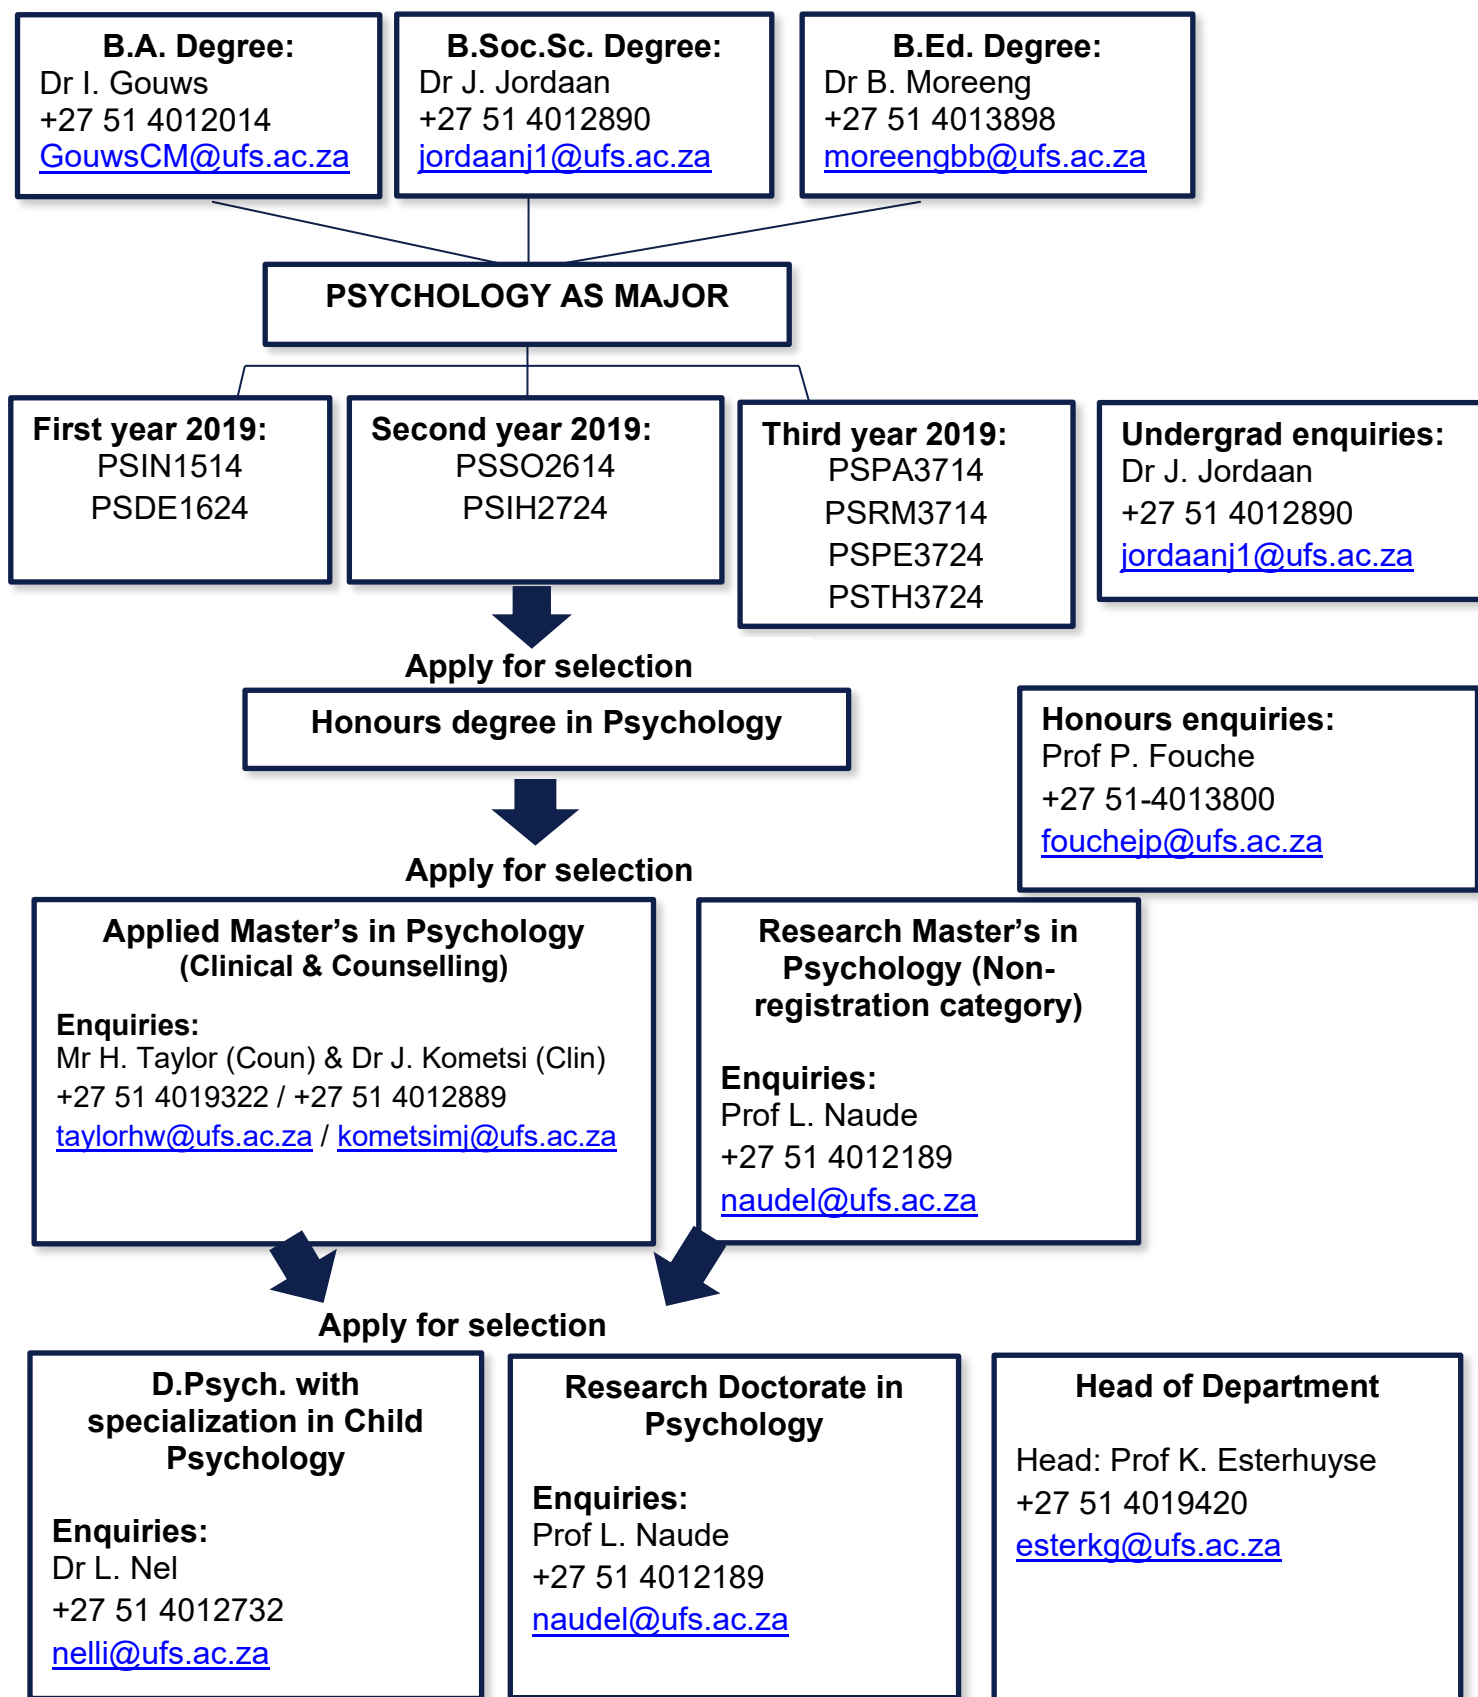 B.A. Degree:
Dr I. Gouws
+27 51 4012014
GouwsCM@ufs.ac.za
B.Soc.Sc. Degree:
Dr J. Jordaan
+27 51 4012890
jordaanj1@ufs.ac.za
B.Ed. Degree:
Dr B. Moreeng
+27 51 4013898
moreengbb@ufs.ac.za
PSYCHOLOGY AS MAJOR
First year 2019:
PSIN1514
PSDE1624
Second year 2019:
PSSO2614
PSIH2724
Third year 2019:
PSPA3714
PSRM3714
PSPE3724
PSTH3724
Undergrad enquiries:
Dr J. Jordaan
+27 51 4012890
jordaanj1@ufs.ac.za
Apply for selection
Honours degree in Psychology
Honours enquiries:
Prof P. Fouche
+27 51-4013800
fouchejp@ufs.ac.za
Apply for selection
Applied Master’s in Psychology
(Clinical & Counselling)
Enquiries:
Mr H. Taylor (Coun) & Dr J. Kometsi (Clin)
+27 51 4019322 / +27 51 4012889
taylorhw@ufs.ac.za / kometsimj@ufs.ac.za
Research Master’s in
Psychology (Non-
registration category)
Enquiries:
Prof L. Naude
+27 51 4012189
naudel@ufs.ac.za
Apply for selection
D.Psych. with
specialization in Child
Psychology
Enquiries:
Dr L. Nel
+27 51 4012732
nelli@ufs.ac.za
Research Doctorate in
Psychology
Enquiries:
Prof L. Naude
+27 51 4012189
naudel@ufs.ac.za
Head of Department
Head: Prof K. Esterhuyse
+27 51 4019420
esterkg@ufs.ac.za